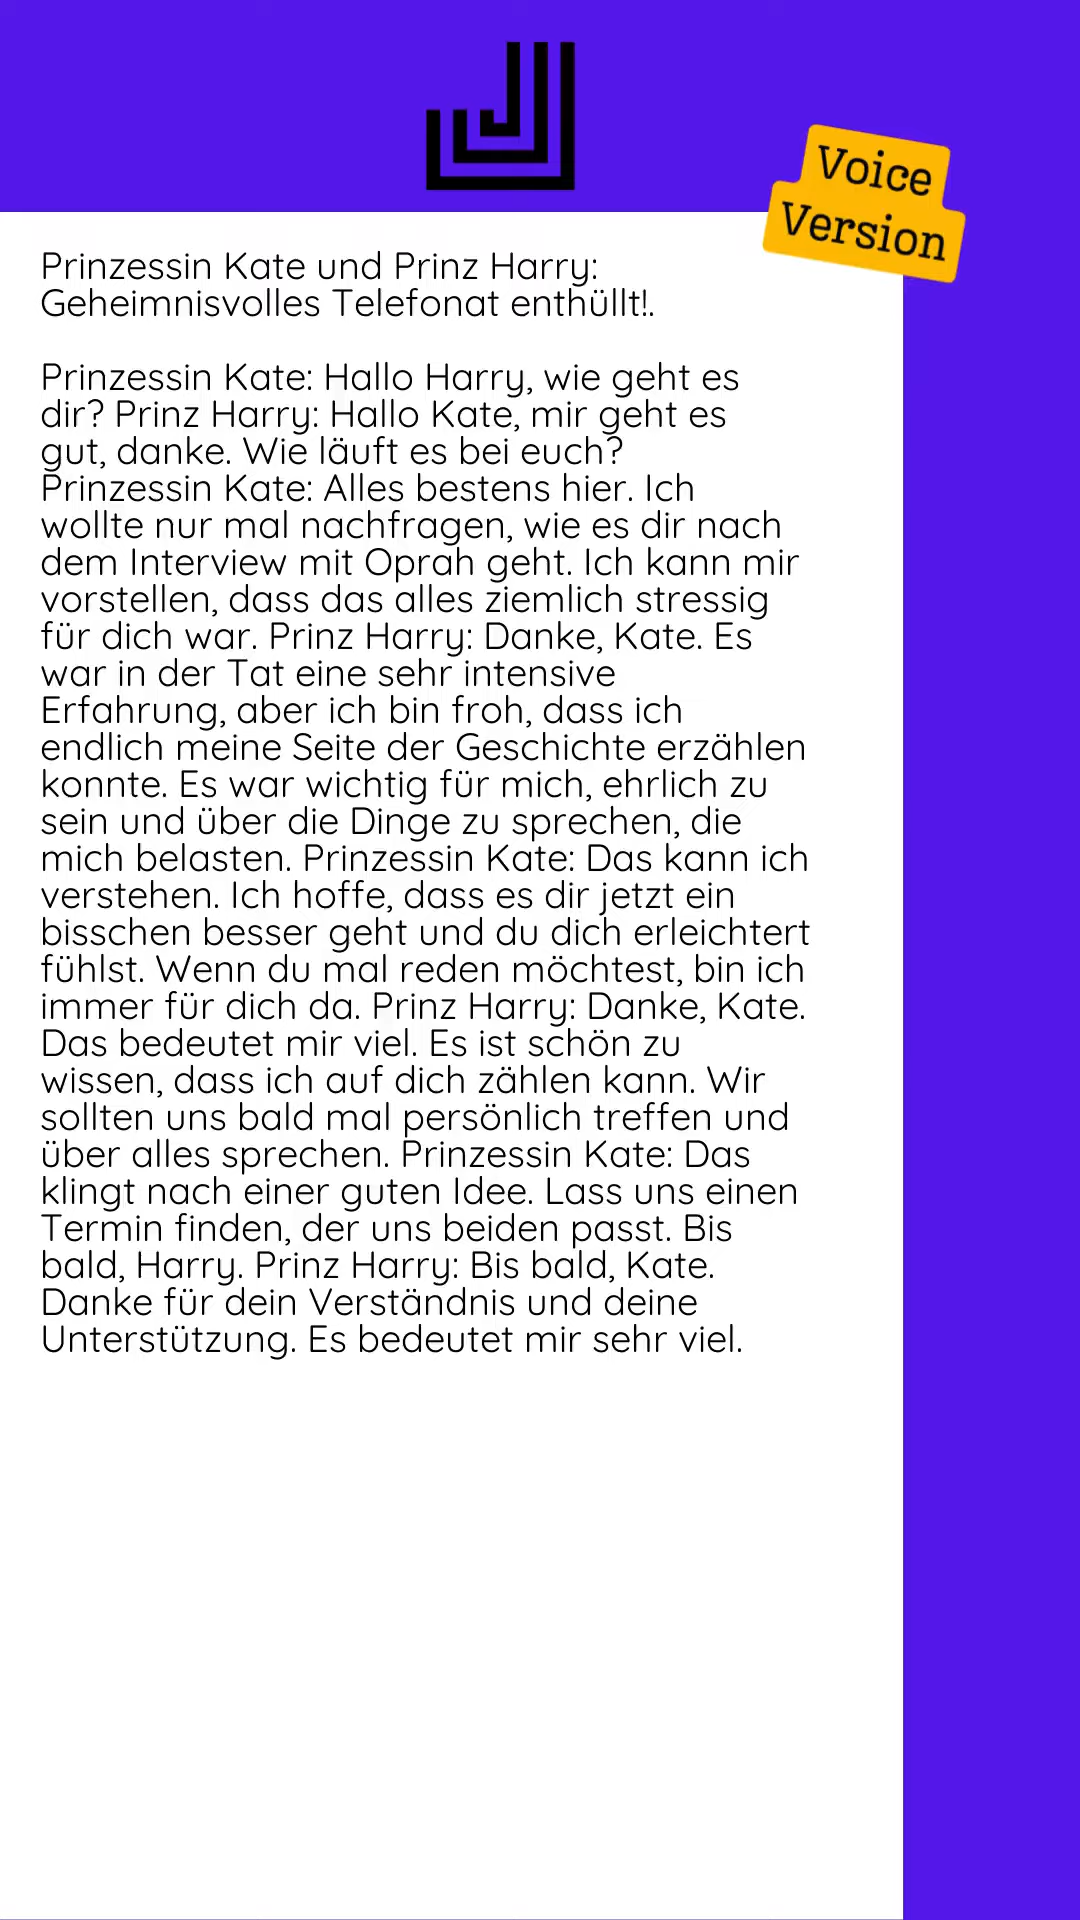 Voice
Version
Prinzessin Kate und Prinz Harry:
Geheimnisvolles Telefonat enthüllt!.
Prinzessin Kate: Hallo Harry, wie geht es
dir? Prinz Harry: Hallo Kate, mir geht es
gut, danke. Wie läuft es bei euch?
Prinzessin Kate: Alles bestens hier. Ich
wollte nur mal nachfragen, wie es dir nach
dem Interview mit Oprah geht. Ich kann mir
vorstellen, dass das alles ziemlich stressig
für dich war. Prinz Harry: Danke, Kate. Es
war in der Tat eine sehr intensive
Erfahrung, aber ich bin froh, dass ich
endlich meine Seite der Geschichte erzählen
konnte. Es war wichtig für mich, ehrlich zu
sein und über die Dinge zu sprechen, die
mich belasten. Prinzessin Kate: Das kann ich
verstehen. Ich hoffe, dass es dir jetzt ein
bisschen besser geht und du dich erleichtert
fühlst. Wenn du mal reden möchtest, bin ich
immer für dich da. Prinz Harry: Danke, Kate.
Das bedeutet mir viel. Es ist schön zu
wissen, dass ich auf dich zählen kann. Wir
sollten uns bald mal persönlich treffen und
über alles sprechen. Prinzessin Kate: Das
klingt nach einer guten Idee. Lass uns einen
Termin finden, der uns beiden passt. Bis
bald, Harry. Prinz Harry: Bis bald, Kate.
Danke für dein Verständnis und deine
Unterstützung. Es bedeutet mir sehr viel.